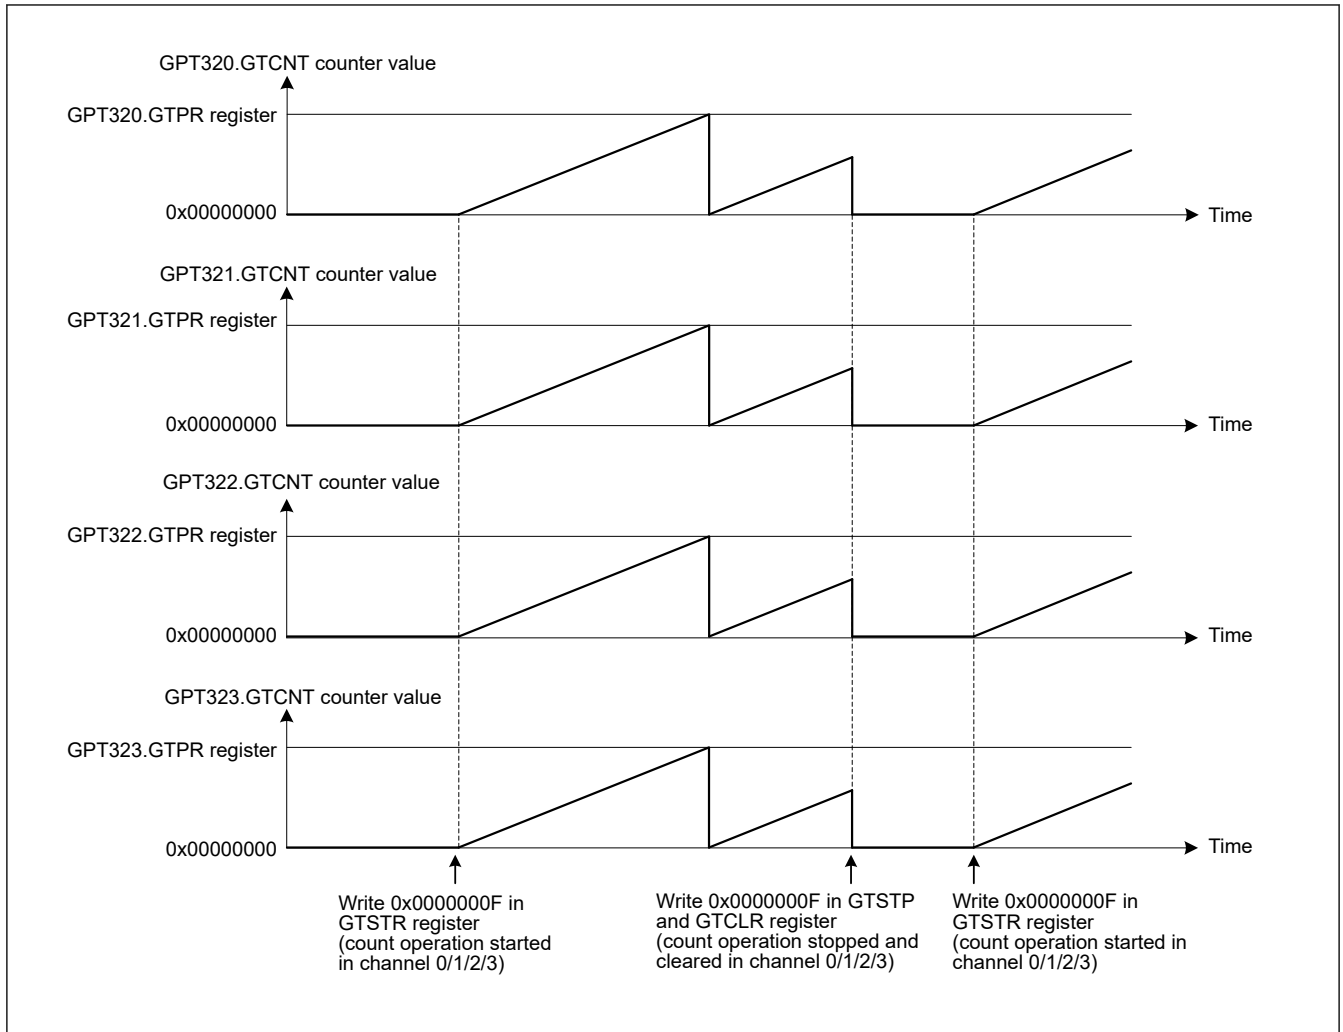 GPT320.GTCNT counter value
GPT320.GTPR register
0x00000000
Time
GPT321.GTCNT counter value
GPT321.GTPR register
0x00000000
Time
GPT322.GTCNT counter value
GPT322.GTPR register
0x00000000
Time
GPT323.GTCNT counter value
GPT323.GTPR register
0x00000000
Time
Write 0x0000000F in
GTSTR register
(count operation started
in channel 0/1/2/3)
Write 0x0000000F in GTSTP
and GTCLR register
(count operation stopped and
cleared in channel 0/1/2/3)
Write 0x0000000F in
GTSTR register
(count operation started in
channel 0/1/2/3)